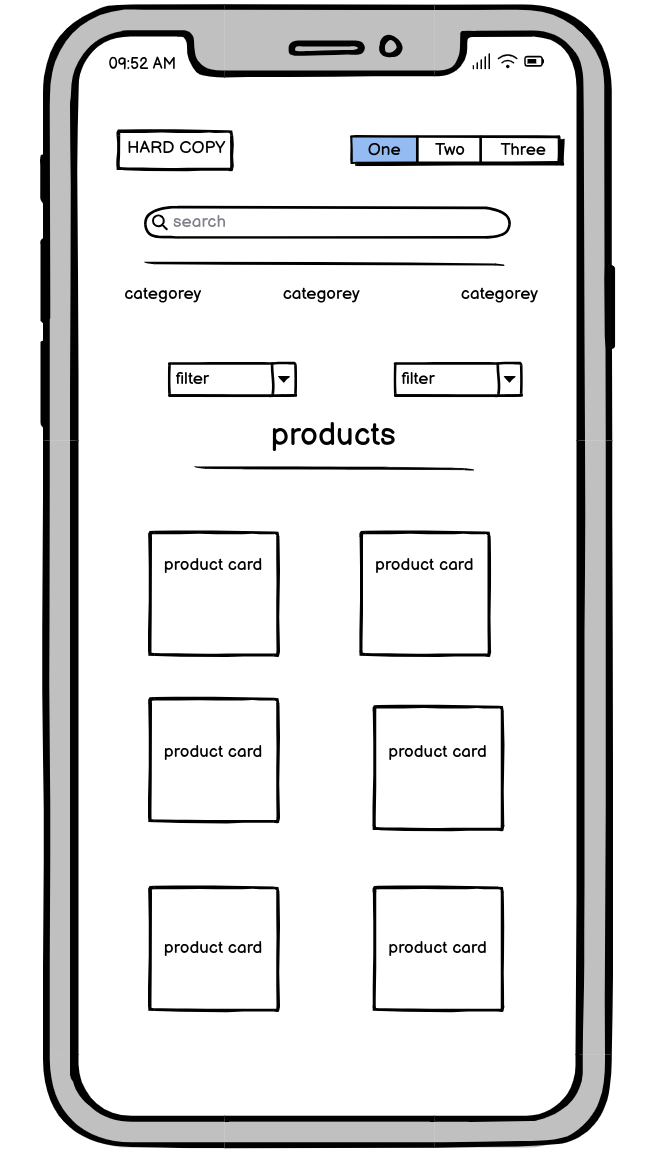 09:52 AM
HARD COPY
One Two Three
search
categorey categorey categorey
filter filter
products
product card product card
product card product card
product card product card